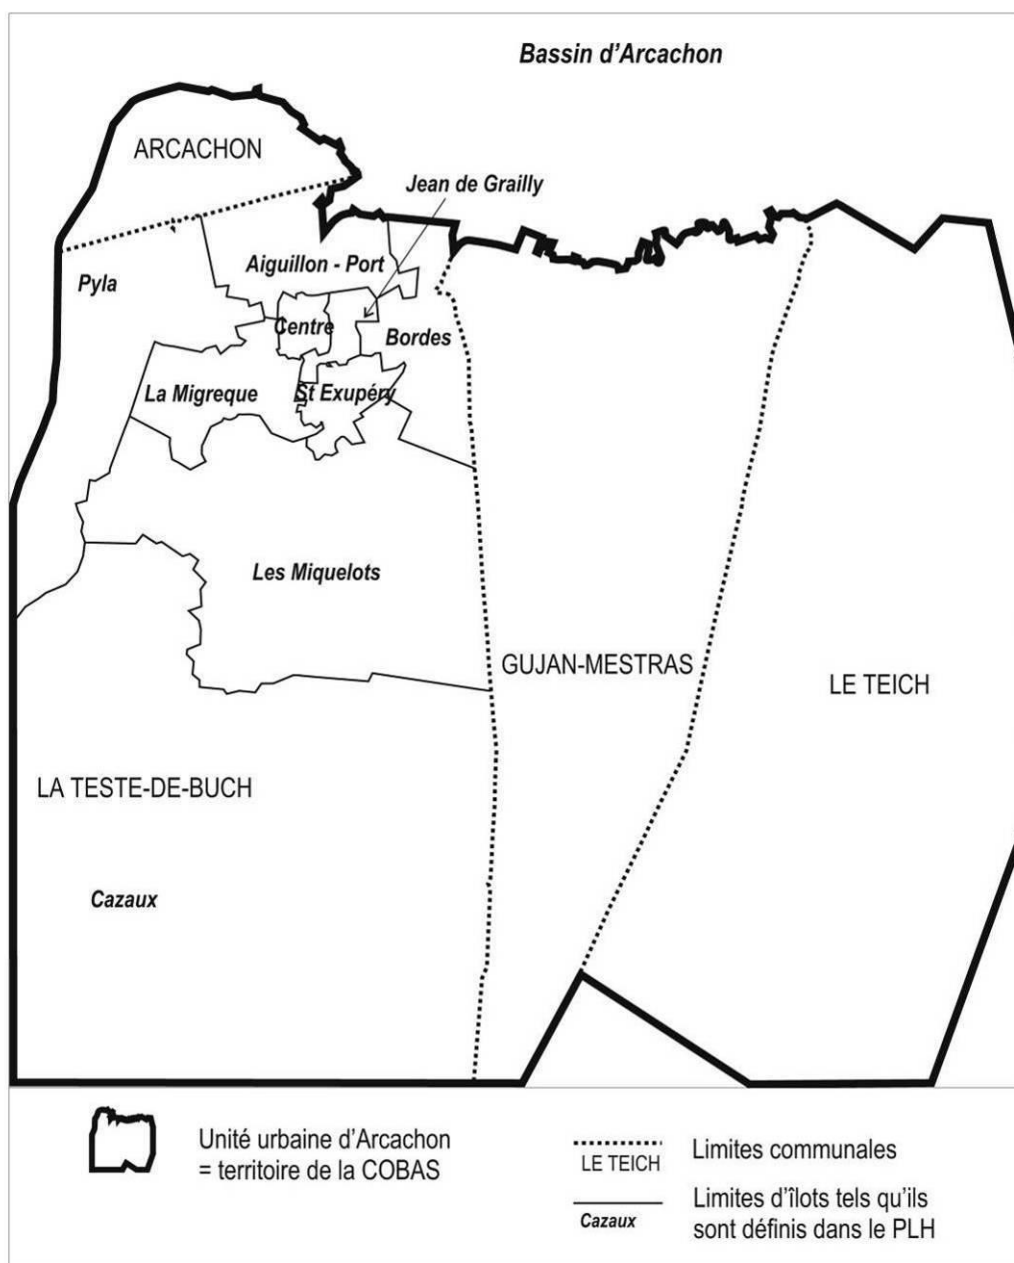 Bassin d'Arcachon
ARCACHON
Jean de Grailly
Aiguillon - Port
Pyla
Centre
Bordes
La Migreque
St Exupéry
Les Miquelots
GUJAN-MESTRAS
LE TEICH
LA TESTE-DE-BUCH
Cazaux
Unité urbaine d'Arcachon
= territoire de la COBAS
LE TEICH
Limites communales
Cazaux
Limites d'îlots tels qu'ils
sont définis dans le PLH